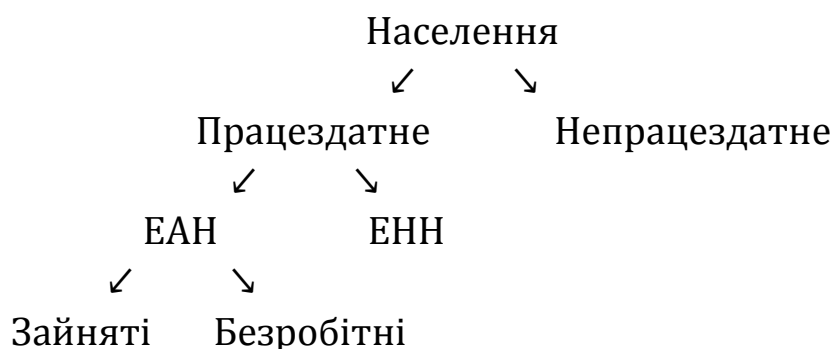 Населення
↙ ↘
Працездатне Непрацездатне
↙ ↘
ЕАН ЕНН
↙ ↘
Зайняті Безробітні